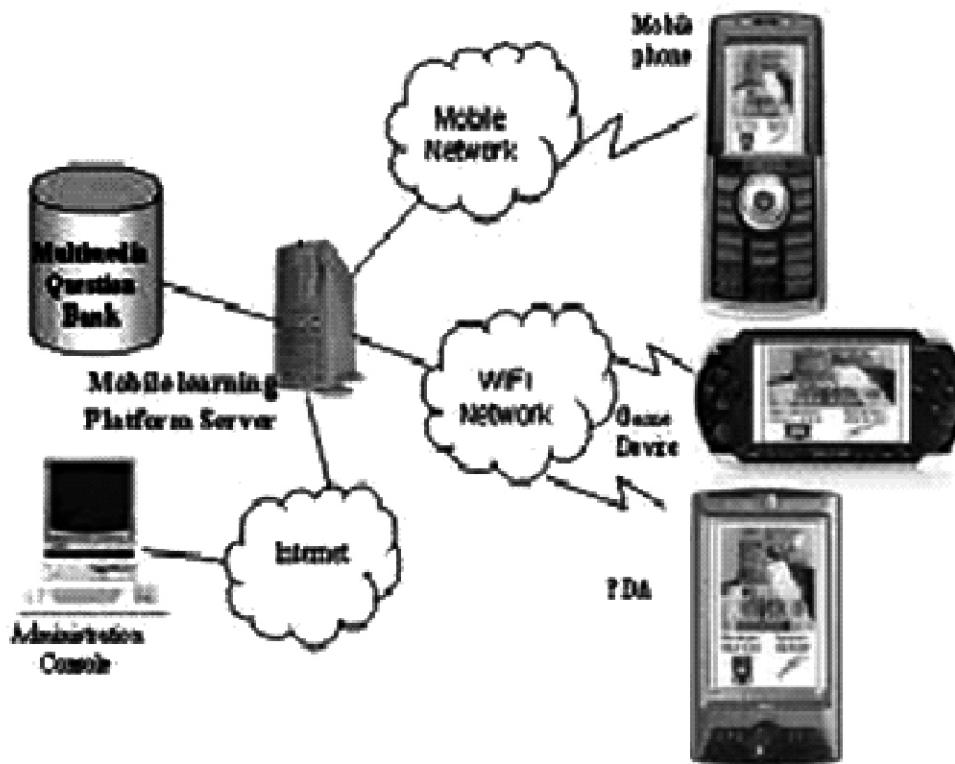 Mobile
phone
Mobile
Network
Multimedia
Question
Bank
Mobile learning
Platform Server
WiFi
Network
Game
Device
Internet
PDA
Administration
Console